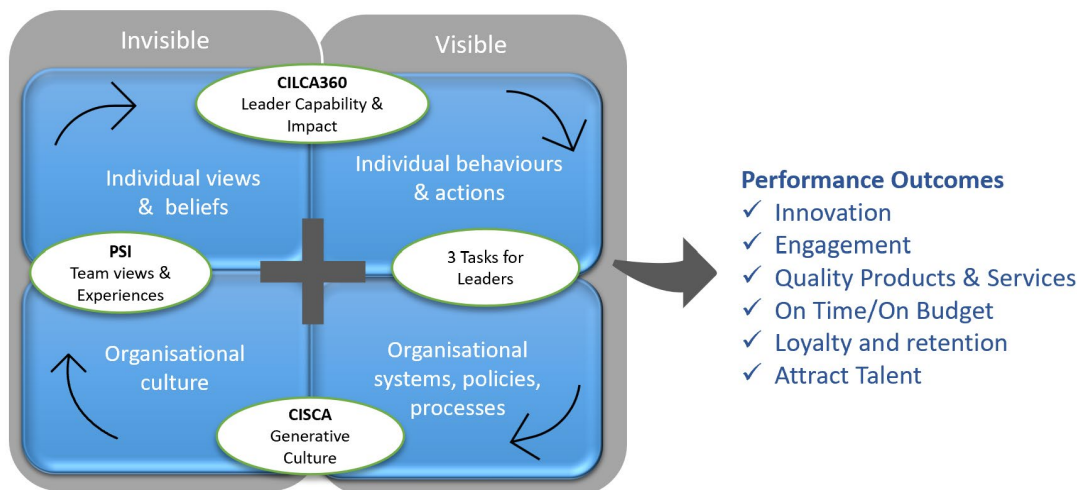 Invisible
Visible
CILCA360
Leader Capability &
Impact
Individual views
& beliefs
Individual behaviours
& actions
PSI
Team views &
Experiences
3 Tasks for
Leaders
Organisational
culture
Organisational
systems, policies,
processes
CISCA
Generative
Culture
Performance Outcomes
✓ Innovation
✓ Engagement
✓ Quality Products & Services
✓ On Time/On Budget
✓ Loyalty and retention
✓ Attract Talent